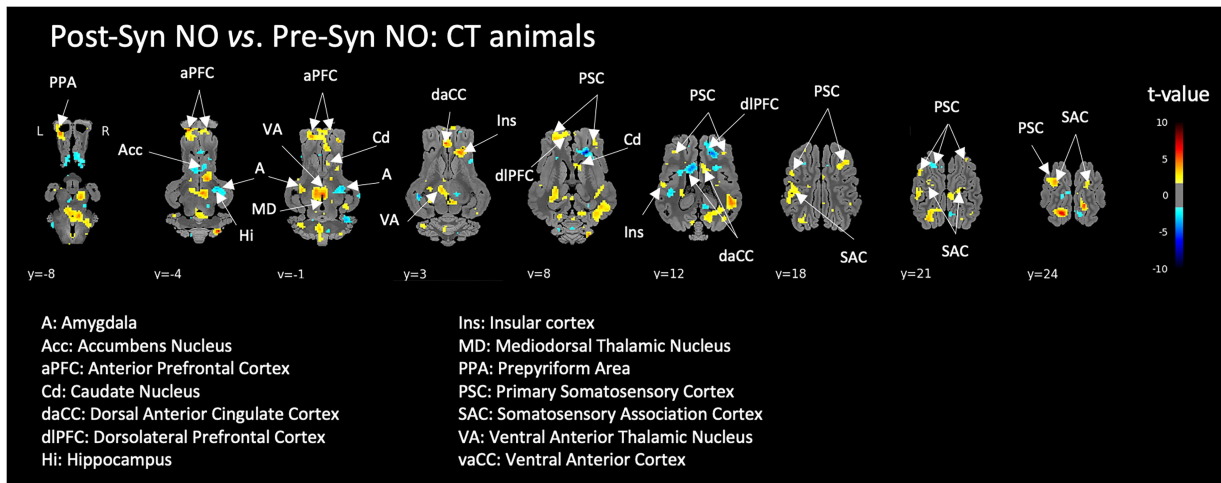 Post-Syn NO vs. Pre-Syn NO: CT animals
PPA
aPFC
aPFC
daCC
PSC
PSC
dlPFC
PSC
PSC
PSC
SAC
t-value
L
R
VA
Cd
Ins
Cd
Acc
A
A
dlPFC
MD
VA
Hi
Ins
daCC
SAC
SAC
10
5
0
-5
-10
y=-8
y=-4
y=-1
y=3
y=8
y=12
y=18
y=21
y=24
A: Amygdala
Acc: Accumbens Nucleus
aPFC: Anterior Prefrontal Cortex
Cd: Caudate Nucleus
daCC: Dorsal Anterior Cingulate Cortex
dlPFC: Dorsolateral Prefrontal Cortex
Hi: Hippocampus
Ins: Insular cortex
MD: Mediodorsal Thalamic Nucleus
PPA: Prepyriform Area
PSC: Primary Somatosensory Cortex
SAC: Somatosensory Association Cortex
VA: Ventral Anterior Thalamic Nucleus
vaCC: Ventral Anterior Cortex